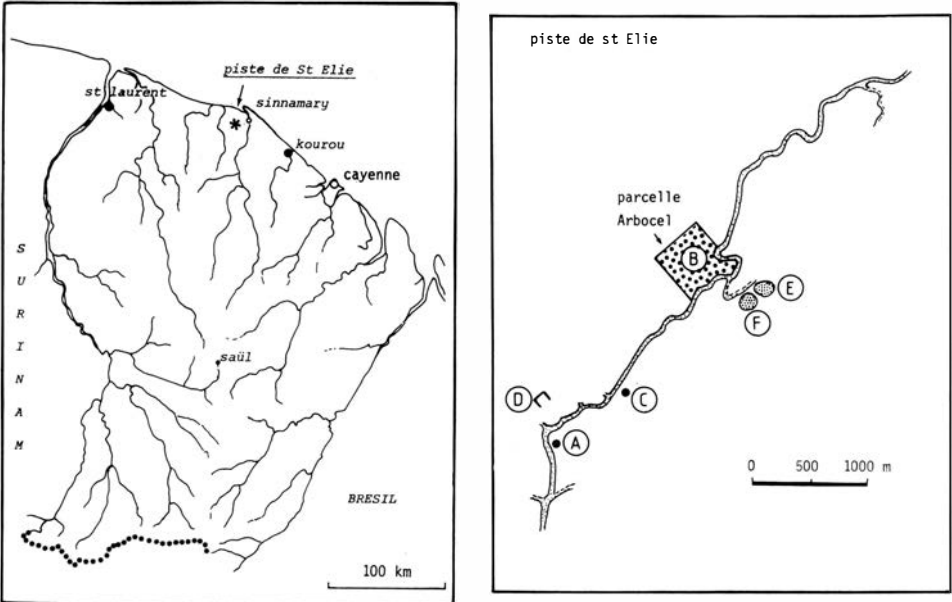 piste de St Elie
st laurent
sinnamary
kourou
cayenne
SURINAM
saül
BRESIL
100 km
piste de st Elie
parcelle
Arbocel
B
E
F
D
C
A
0 500 1000 m